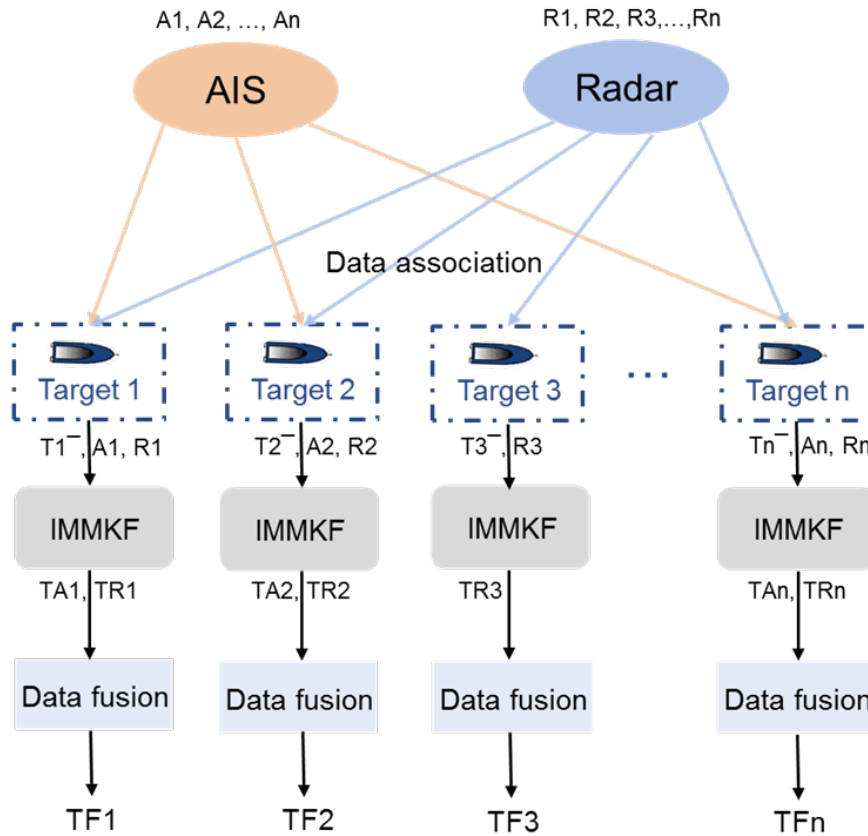 A1, A2, ..., An
R1, R2, R3,...,Rn
AIS
Radar
Data association
Target 1
Target 2
Target 3
...
Target n
T1⁻, A1, R1
T2⁻, A2, R2
T3⁻, R3
Tn⁻, An, Rn
IMMKF
IMMKF
IMMKF
IMMKF
TA1, TR1
TA2, TR2
TR3
TAn, TRn
Data fusion
Data fusion
Data fusion
Data fusion
TF1
TF2
TF3
TFn